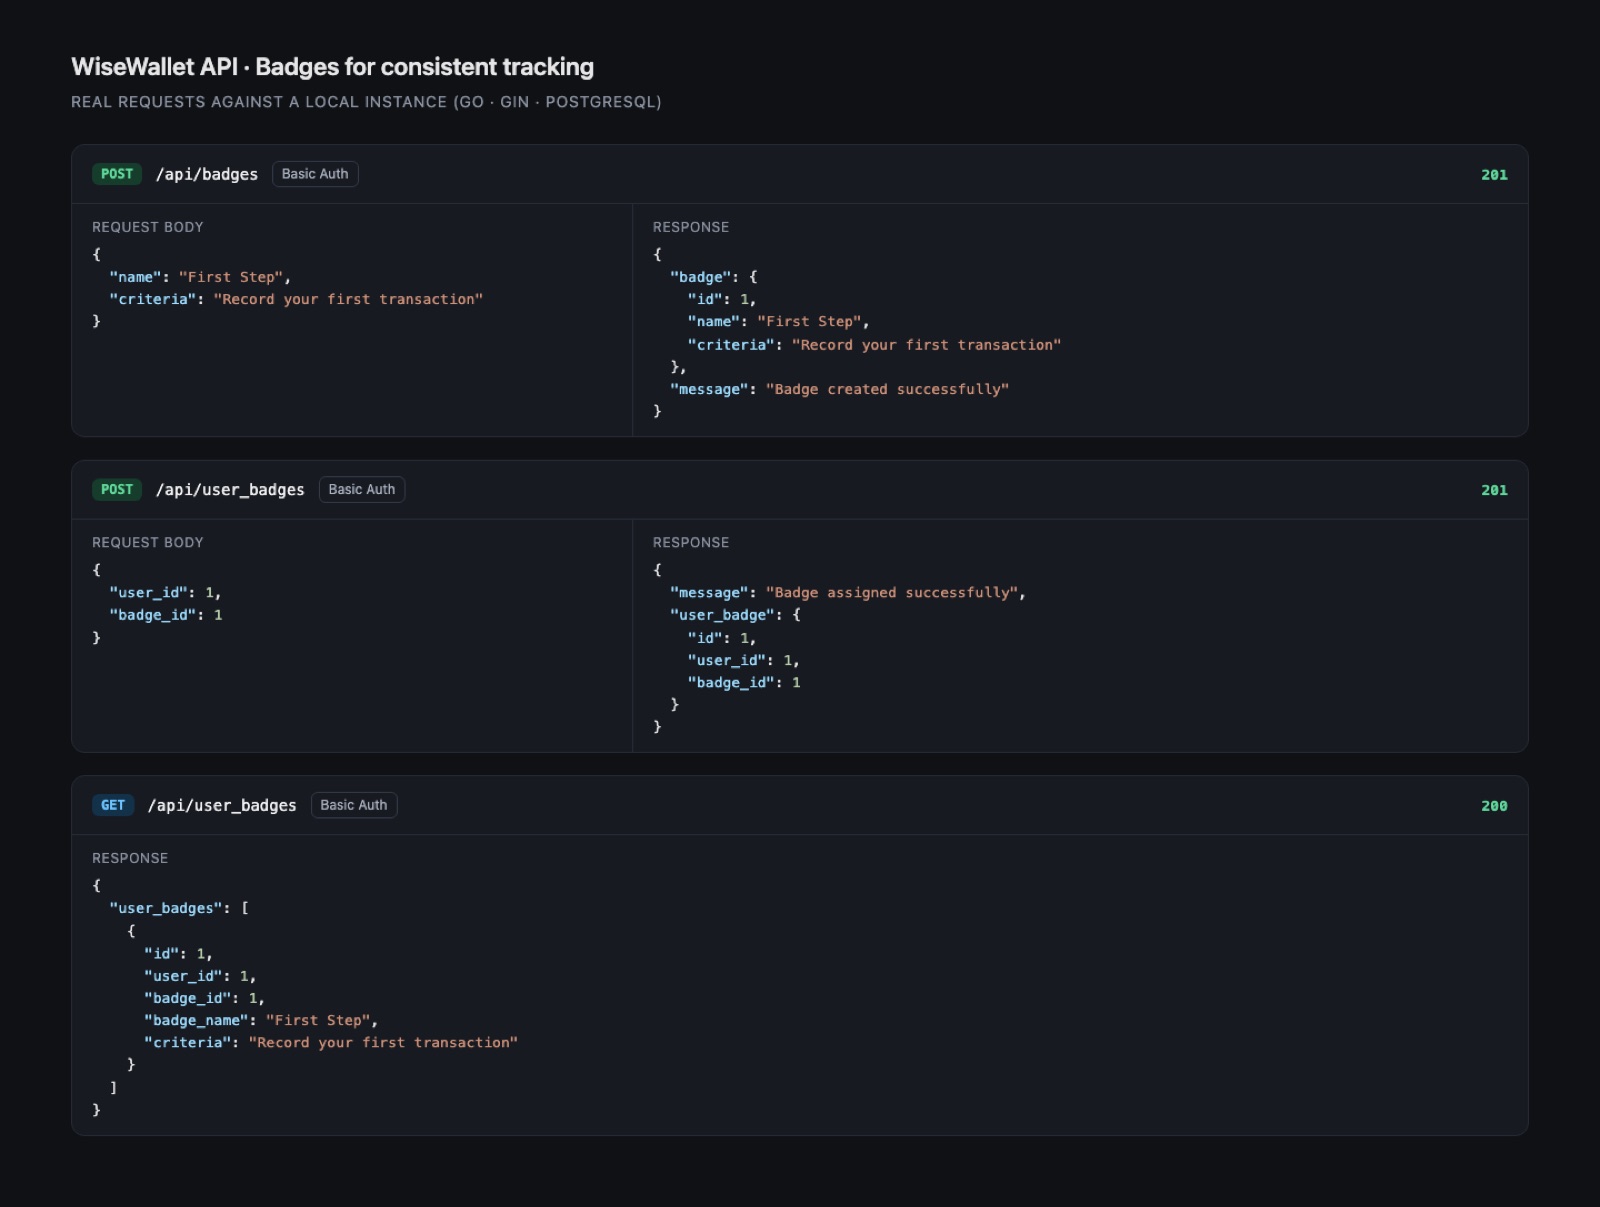 WiseWallet API · Badges for consistent tracking
REAL REQUESTS AGAINST A LOCAL INSTANCE (GO · GIN · POSTGRESQL)
POST /api/badges Basic Auth 201
REQUEST BODY
{
  "name": "First Step",
  "criteria": "Record your first transaction"
}
RESPONSE
{
  "badge": {
    "id": 1,
    "name": "First Step",
    "criteria": "Record your first transaction"
  },
  "message": "Badge created successfully"
}
POST /api/user_badges Basic Auth 201
REQUEST BODY
{
  "user_id": 1,
  "badge_id": 1
}
RESPONSE
{
  "message": "Badge assigned successfully",
  "user_badge": {
    "id": 1,
    "user_id": 1,
    "badge_id": 1
  }
}
GET /api/user_badges Basic Auth 200
RESPONSE
{
  "user_badges": [
    {
      "id": 1,
      "user_id": 1,
      "badge_id": 1,
      "badge_name": "First Step",
      "criteria": "Record your first transaction"
    }
  ]
}